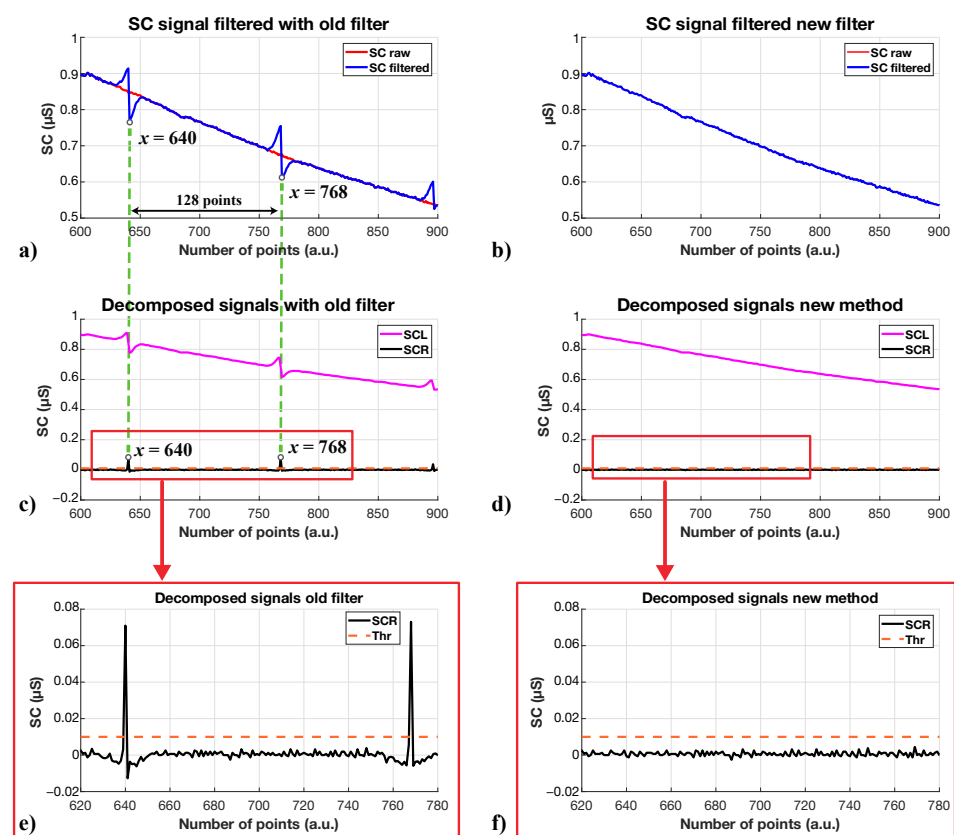 SC signal filtered with old filter
1
0.9
0.8
0.7
0.6
0.5
SC (µS)
SC raw
SC filtered
x = 640
x = 768
128 points
600 650 700 750 800 850 900
Number of points (a.u.)
a)
SC signal filtered new filter
1
0.9
0.8
0.7
0.6
0.5
µS)
SC raw
SC filtered
600 650 700 750 800 850 900
Number of points (a.u.)
b)
Decomposed signals with old filter
1
0.8
0.6
0.4
0.2
0
−0.2
SC (µS)
SCL
SCR
x = 640
x = 768
600 650 700 750 800 850 900
Number of points (a.u.)
c)
Decomposed signals new method
1
0.8
0.6
0.4
0.2
0
−0.2
SC (µS)
SCL
SCR
600 650 700 750 800 850 900
Number of points (a.u.)
d)
Decomposed signals old filter
0.08
0.06
0.04
0.02
0
−0.02
SC (µS)
SCR
Thr
620 640 660 680 700 720 740 760 780
Number of points (a.u.)
e)
Decomposed signals new method
0.08
0.06
0.04
0.02
0
−0.02
SC (µS)
SCR
Thr
620 640 660 680 700 720 740 760 780
Number of points (a.u.)
f)